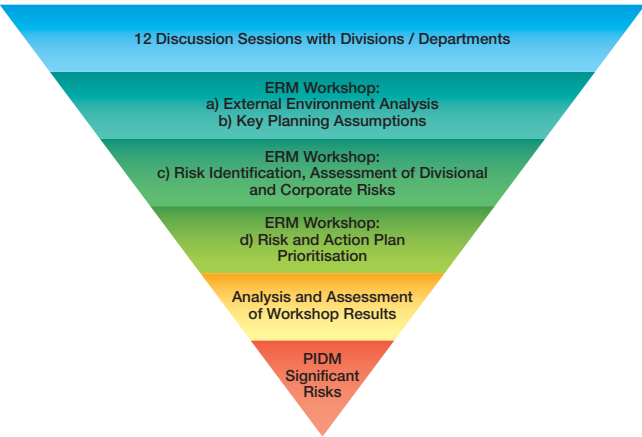 12 Discussion Sessions with Divisions / Departments
ERM Workshop:
a) External Environment Analysis
b) Key Planning Assumptions
ERM Workshop:
c) Risk Identification, Assessment of Divisional
and Corporate Risks
ERM Workshop:
d) Risk and Action Plan
Prioritisation
Analysis and Assessment
of Workshop Results
PIDM
Significant
Risks